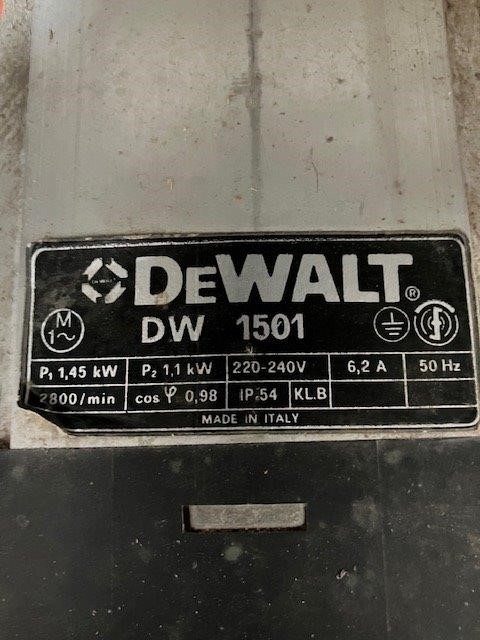 DEWALT®
M
1~
DW 1501
P₁ 1,45 kW P₂ 1,1 kW 220-240V 6,2 A 50 Hz
2800/min cos φ 0,98 IP 54 KL.B
MADE IN ITALY